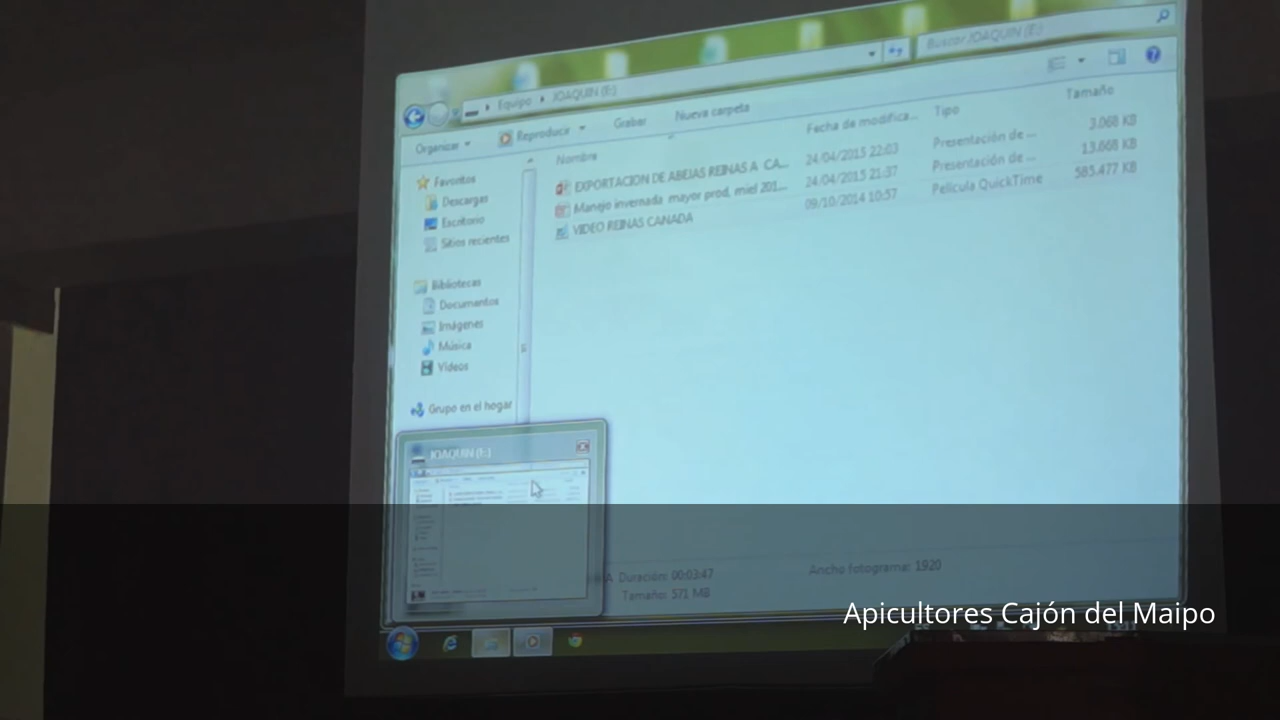 Equipo ▸ JOAQUIN (E:)
Buscar JOAQUIN (E:)
Organizar
Reproducir
Grabar
Nueva carpeta
Nombre
Fecha de modifica...
Tipo
Tamaño
EXPORTACION DE ABEJAS REINAS A CA...
24/04/2015 22:03
Presentación de ...
3.068 KB
Manejo invernada mayor prod. miel 201...
24/04/2015 21:37
Presentación de ...
13.668 KB
VIDEO REINAS CANADA
09/10/2014 10:57
Película QuickTime
585.477 KB
Favoritos
Descargas
Escritorio
Sitios recientes
Bibliotecas
Documentos
Imágenes
Música
Vídeos
Grupo en el hogar
JOAQUIN (E:)
A Duración: 00:03:47
Ancho fotograma: 1920
Tamaño: 571 MB
Apicultores Cajón del Maipo